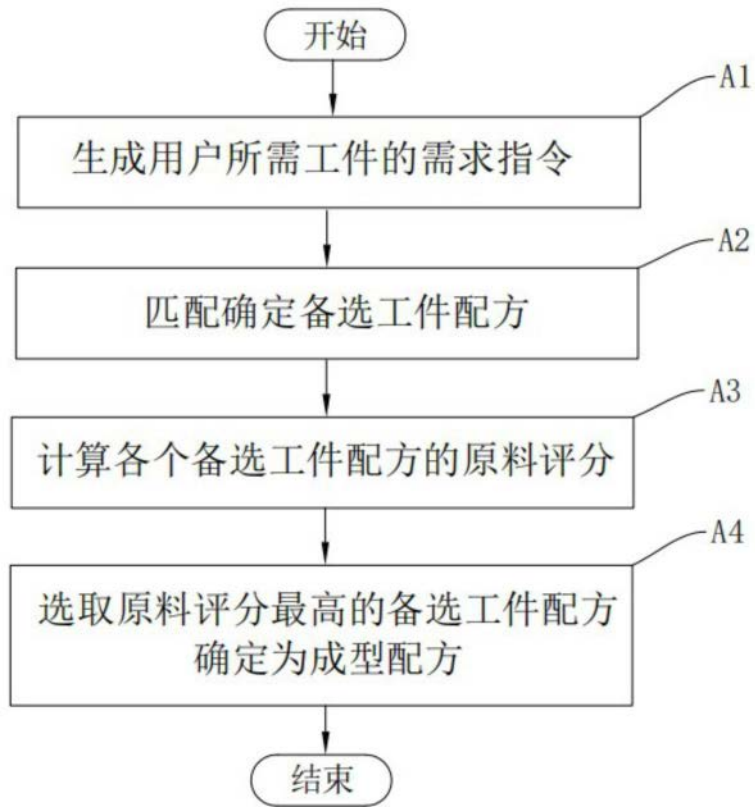 开始
A1
生成用户所需工件的需求指令
A2
匹配确定备选工件配方
A3
计算各个备选工件配方的原料评分
A4
选取原料评分最高的备选工件配方
确定为成型配方
结束